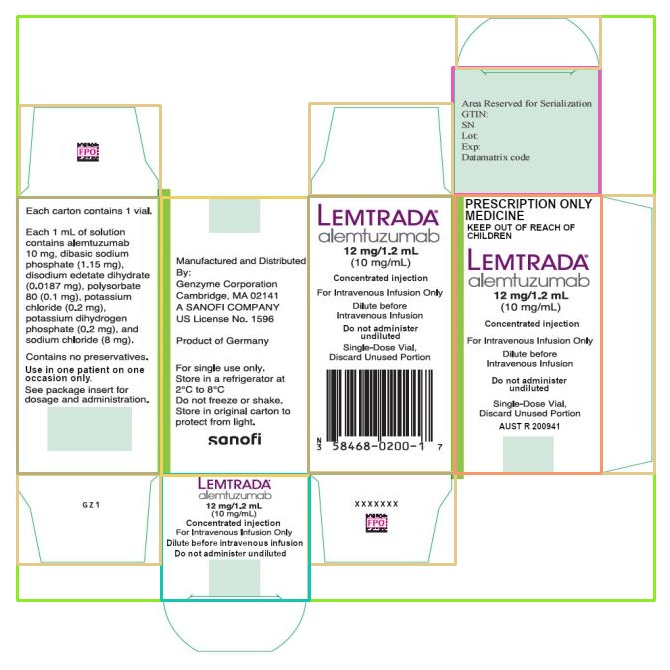 Area Reserved for Serialization
GTIN:
SN
Lot:
Exp:
Datamatrix code
FPO
Each carton contains 1 vial.
Each 1 mL of solution
contains alemtuzumab
10 mg, dibasic sodium
phosphate (1.15 mg),
disodium edetate dihydrate
(0.0187 mg), polysorbate
80 (0.1 mg), potassium
chloride (0.2 mg),
potassium dihydrogen
phosphate (0.2 mg), and
sodium chloride (8 mg).
Contains no preservatives.
Use in one patient on one
occasion only.
See package insert for
dosage and administration.
Manufactured and Distributed
By:
Genzyme Corporation
Cambridge, MA 02141
A SANOFI COMPANY
US License No. 1596
Product of Germany
For single use only.
Store in a refrigerator at
2°C to 8°C
Do not freeze or shake.
Store in original carton to
protect from light.
sanofi
LEMTRADA®
alemtuzumab
12 mg/1.2 mL
(10 mg/mL)
Concentrated injection
For Intravenous Infusion Only
Dilute before
Intravenous Infusion
Do not administer
undiluted
Single-Dose Vial,
Discard Unused Portion
N
3 58468-0200-1 7
PRESCRIPTION ONLY
MEDICINE
KEEP OUT OF REACH OF
CHILDREN
LEMTRADA®
alemtuzumab
12 mg/1.2 mL
(10 mg/mL)
Concentrated injection
For Intravenous Infusion Only
Dilute before
Intravenous Infusion
Do not administer
undiluted
Single-Dose Vial,
Discard Unused Portion
AUST R 200941
GZ1
LEMTRADA®
alemtuzumab
12 mg/1.2 mL
(10 mg/mL)
Concentrated injection
For Intravenous Infusion Only
Dilute before intravenous infusion
Do not administer undiluted
XXXXXXX
FPO